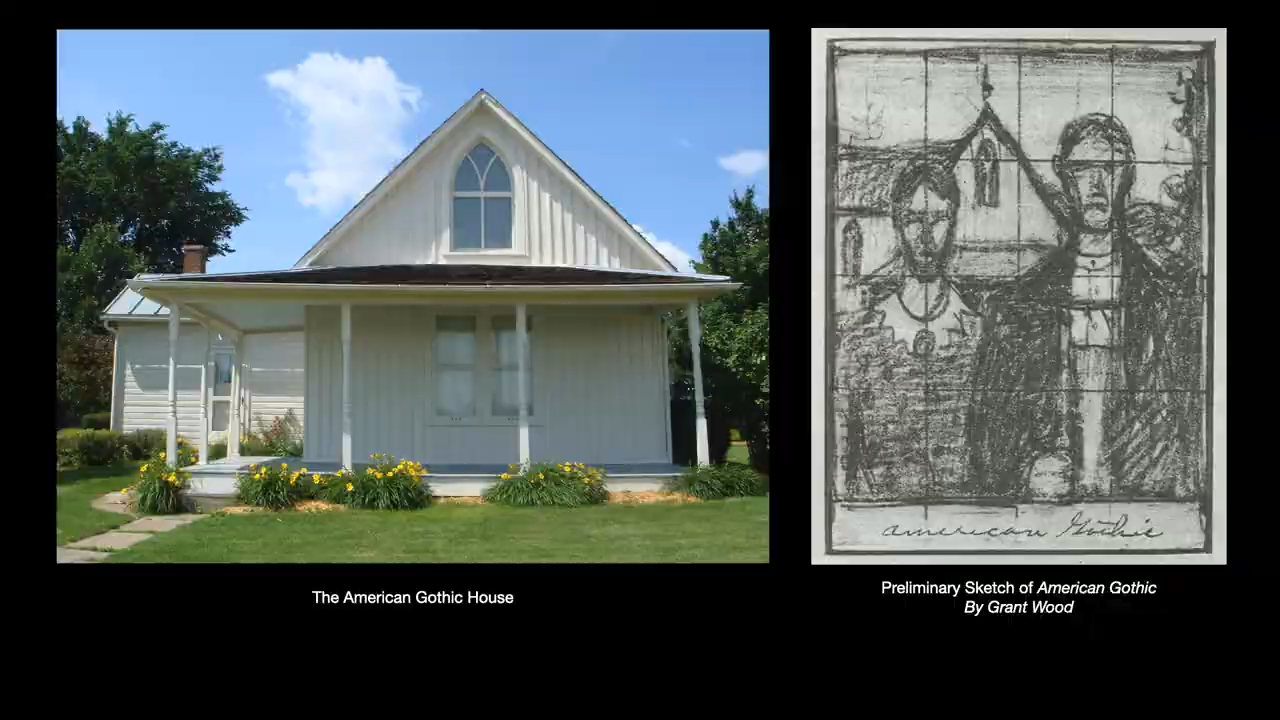 american Gothic
The American Gothic House
Preliminary Sketch of American Gothic
By Grant Wood